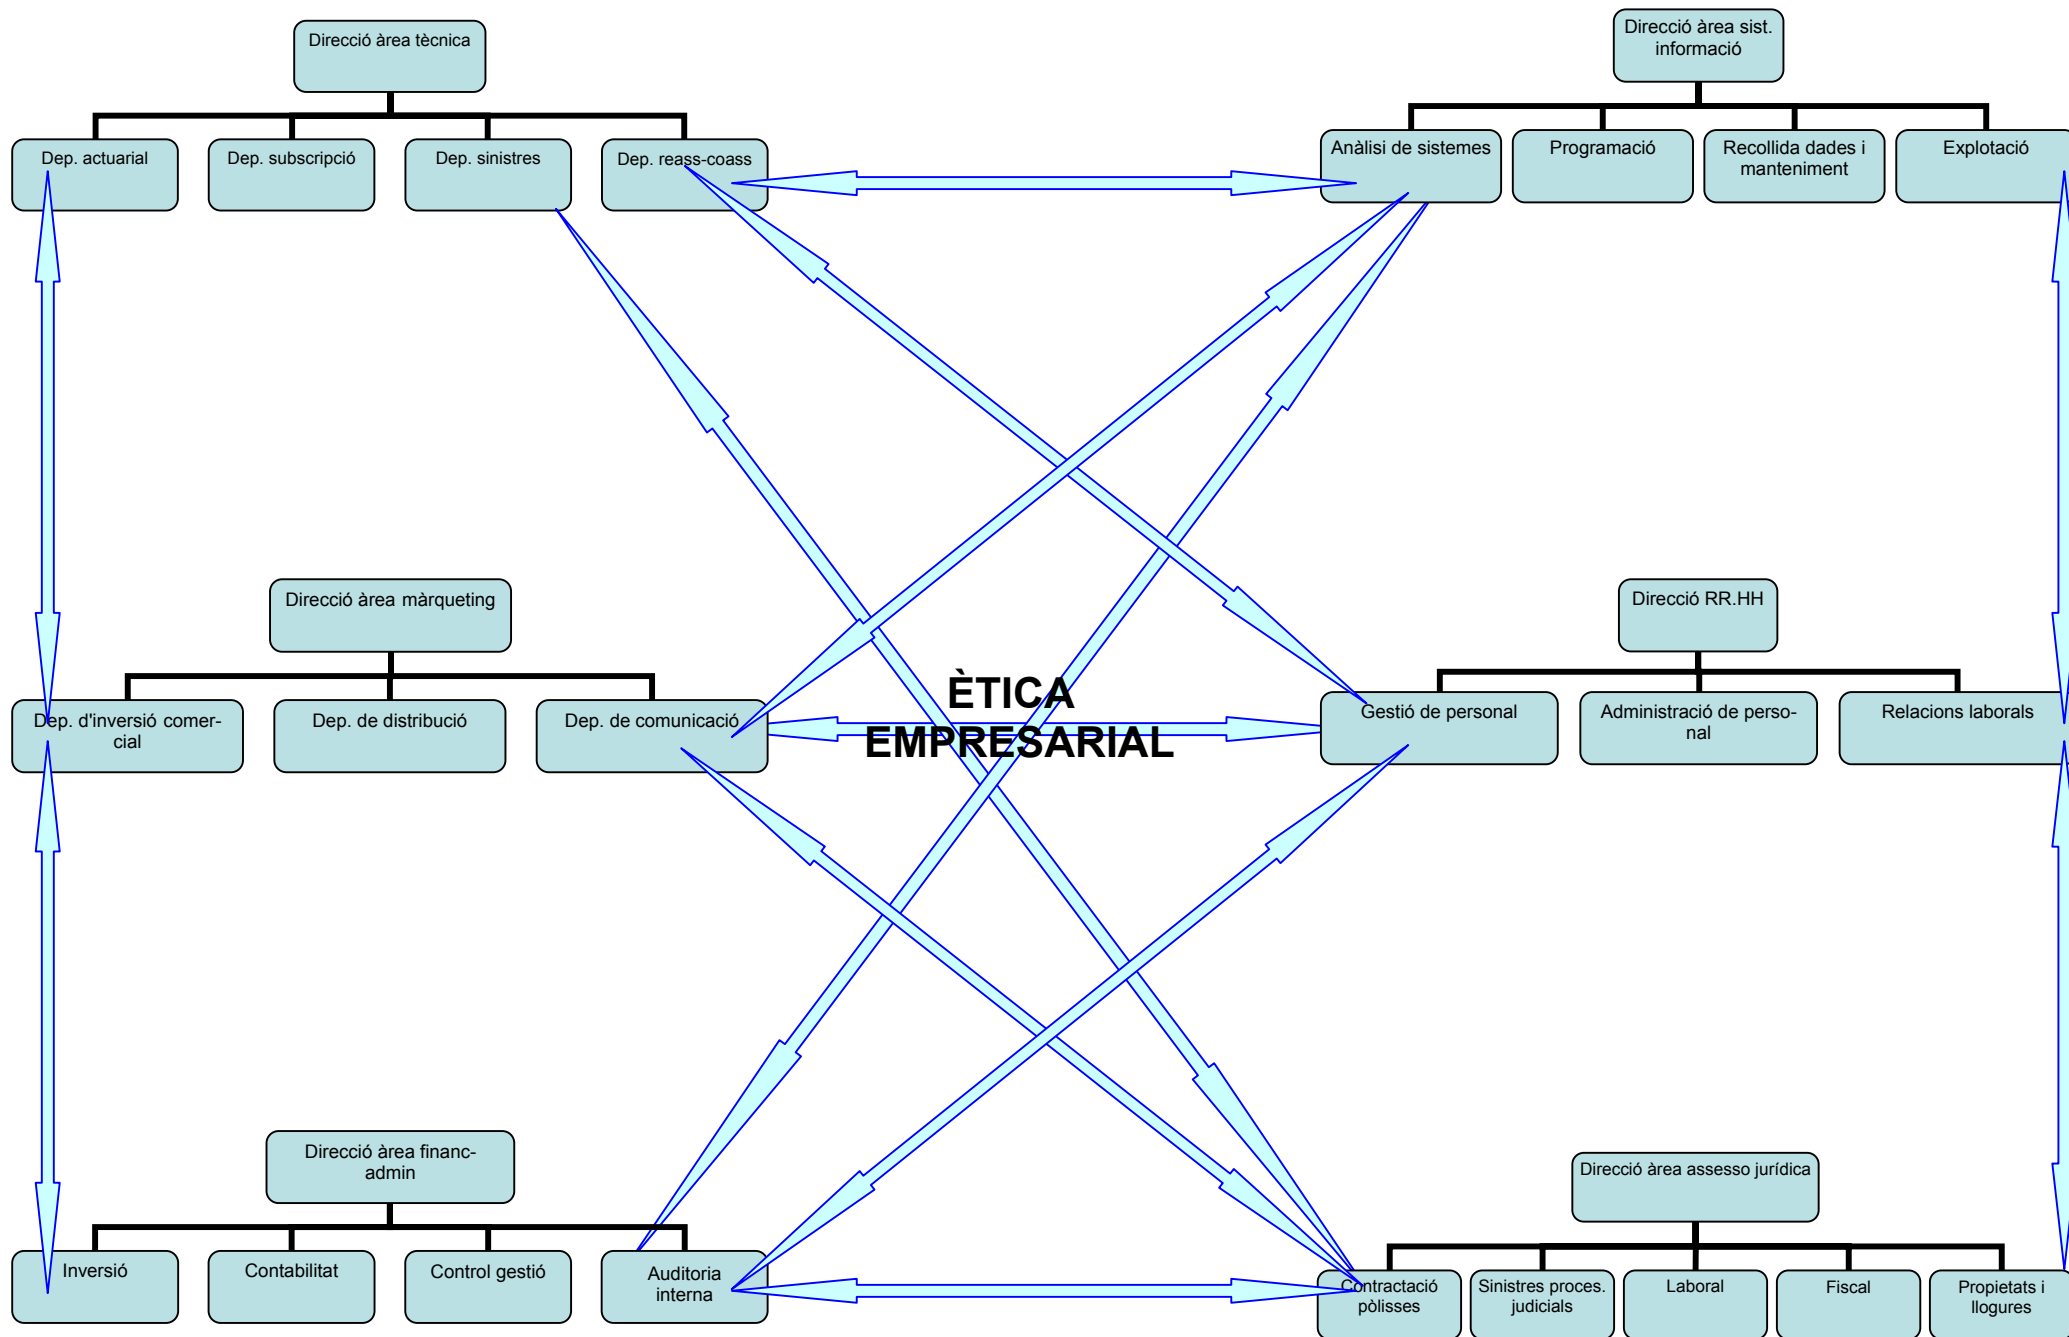 Direcció àrea tècnica
Direcció àrea sist.
informació
Dep. actuarial
Dep. subscripció
Dep. sinistres
Dep. reass-coass
Anàlisi de sistemes
Programació
Recollida dades i
manteniment
Explotació
Direcció àrea màrqueting
Direcció RR.HH
Dep. d'inversió comer-
cial
Dep. de distribució
Dep. de comunicació
ÈTICA
EMPRESARIAL
Gestió de personal
Administració de perso-
nal
Relacions laborals
Direcció àrea financ-
admin
Direcció àrea assesso jurídica
Inversió
Contabilitat
Control gestió
Auditoria
interna
Contractació
pòlisses
Sinistres proces.
judicials
Laboral
Fiscal
Propietats i
llogures